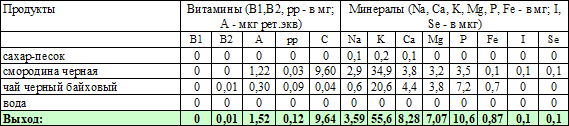 Продукты Витамины (B1,B2, рр - в мг; Минералы (Na, Ca, K, Mg, P, Fe - в мг; I,
А - мкг рет.экв) Se - в мкг)
B1 B2 A pp C Na K Ca Mg P Fe I Se
сахар-песок 0 0 0 0 0 0,1 0,2 0,1 0 0 0 0 0
смородина черная 0 0 1,22 0,03 9,60 2,9 34,9 3,8 3,2 3,5 0,1 0,1 0,1
чай черный байховый 0 0,01 0,30 0,09 0,04 0,6 20,6 4,4 3,8 7,2 0,7 0 0
вода 0 0 0 0 0 0 0 0 0 0 0 0 0
Выход: 0 0,01 1,52 0,12 9,64 3,59 55,6 8,28 7,07 10,6 0,87 0,1 0,1